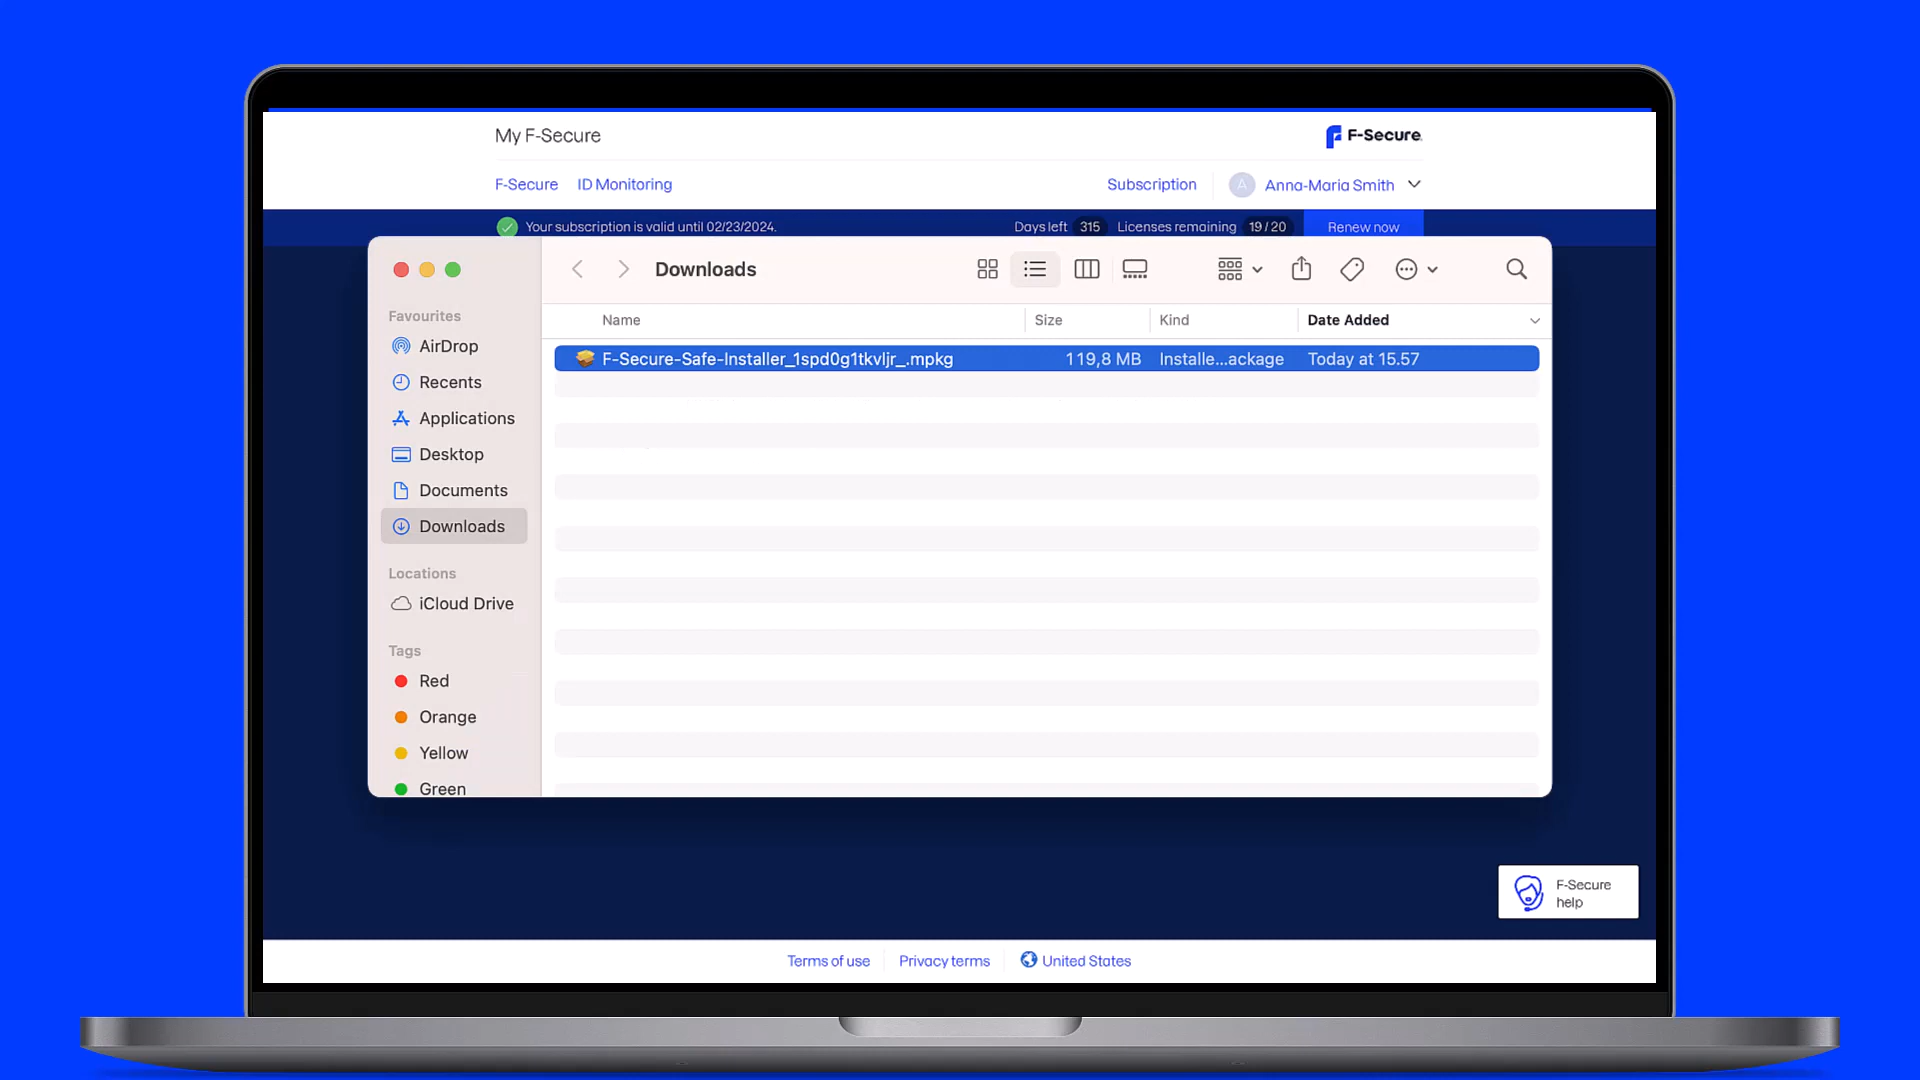 My F-Secure
F-Secure
F-Secure ID Monitoring
Subscription
A Anna-Maria Smith
Your subscription is valid until 02/23/2024.
Days left 315 Licenses remaining 19/20 Renew now
Downloads
Favourites
AirDrop
Recents
Applications
Desktop
Documents
Downloads
Locations
iCloud Drive
Tags
Red
Orange
Yellow
Green
Name Size Kind Date Added
F-Secure-Safe-Installer_1spd0g1tkvljr_.mpkg 119,8 MB Installe...ackage Today at 15.57
F-Secure
help
Terms of use Privacy terms United States